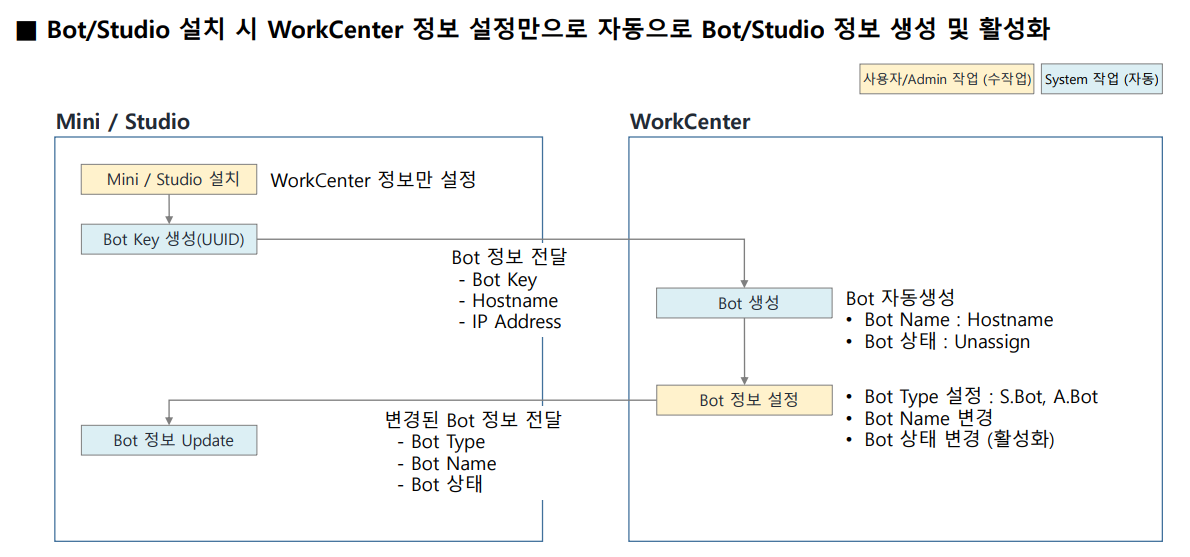 ■ Bot/Studio 설치 시 WorkCenter 정보 설정만으로 자동으로 Bot/Studio 정보 생성 및 활성화
사용자/Admin 작업 (수작업)
System 작업 (자동)
Mini / Studio
WorkCenter
Mini / Studio 설치
WorkCenter 정보만 설정
Bot Key 생성(UUID)
Bot 정보 전달
- Bot Key
- Hostname
- IP Address
Bot 생성
Bot 자동생성
• Bot Name : Hostname
• Bot 상태 : Unassign
Bot 정보 설정
• Bot Type 설정 : S.Bot, A.Bot
• Bot Name 변경
• Bot 상태 변경 (활성화)
변경된 Bot 정보 전달
- Bot Type
- Bot Name
- Bot 상태
Bot 정보 Update